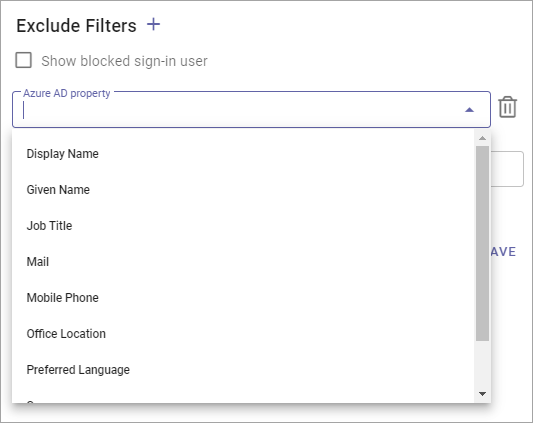 Exclude Filters +
Show blocked sign-in user
Azure AD property
Display Name
Given Name
Job Title
Mail
AVE
Mobile Phone
Office Location
Preferred Language